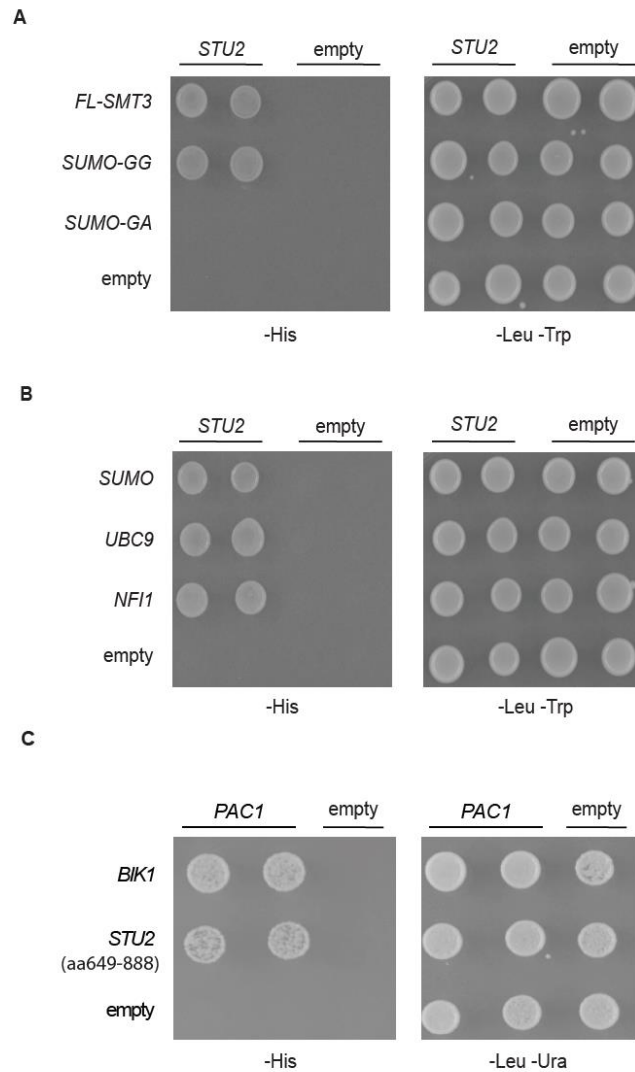 A
STU2 empty STU2 empty
FL-SMT3
SUMO-GG
SUMO-GA
empty
-His -Leu -Trp
B
STU2 empty STU2 empty
SUMO
UBC9
NFI1
empty
-His -Leu -Trp
C
PAC1 empty PAC1 empty
BIK1
STU2
(aa649-888)
empty
-His -Leu -Ura